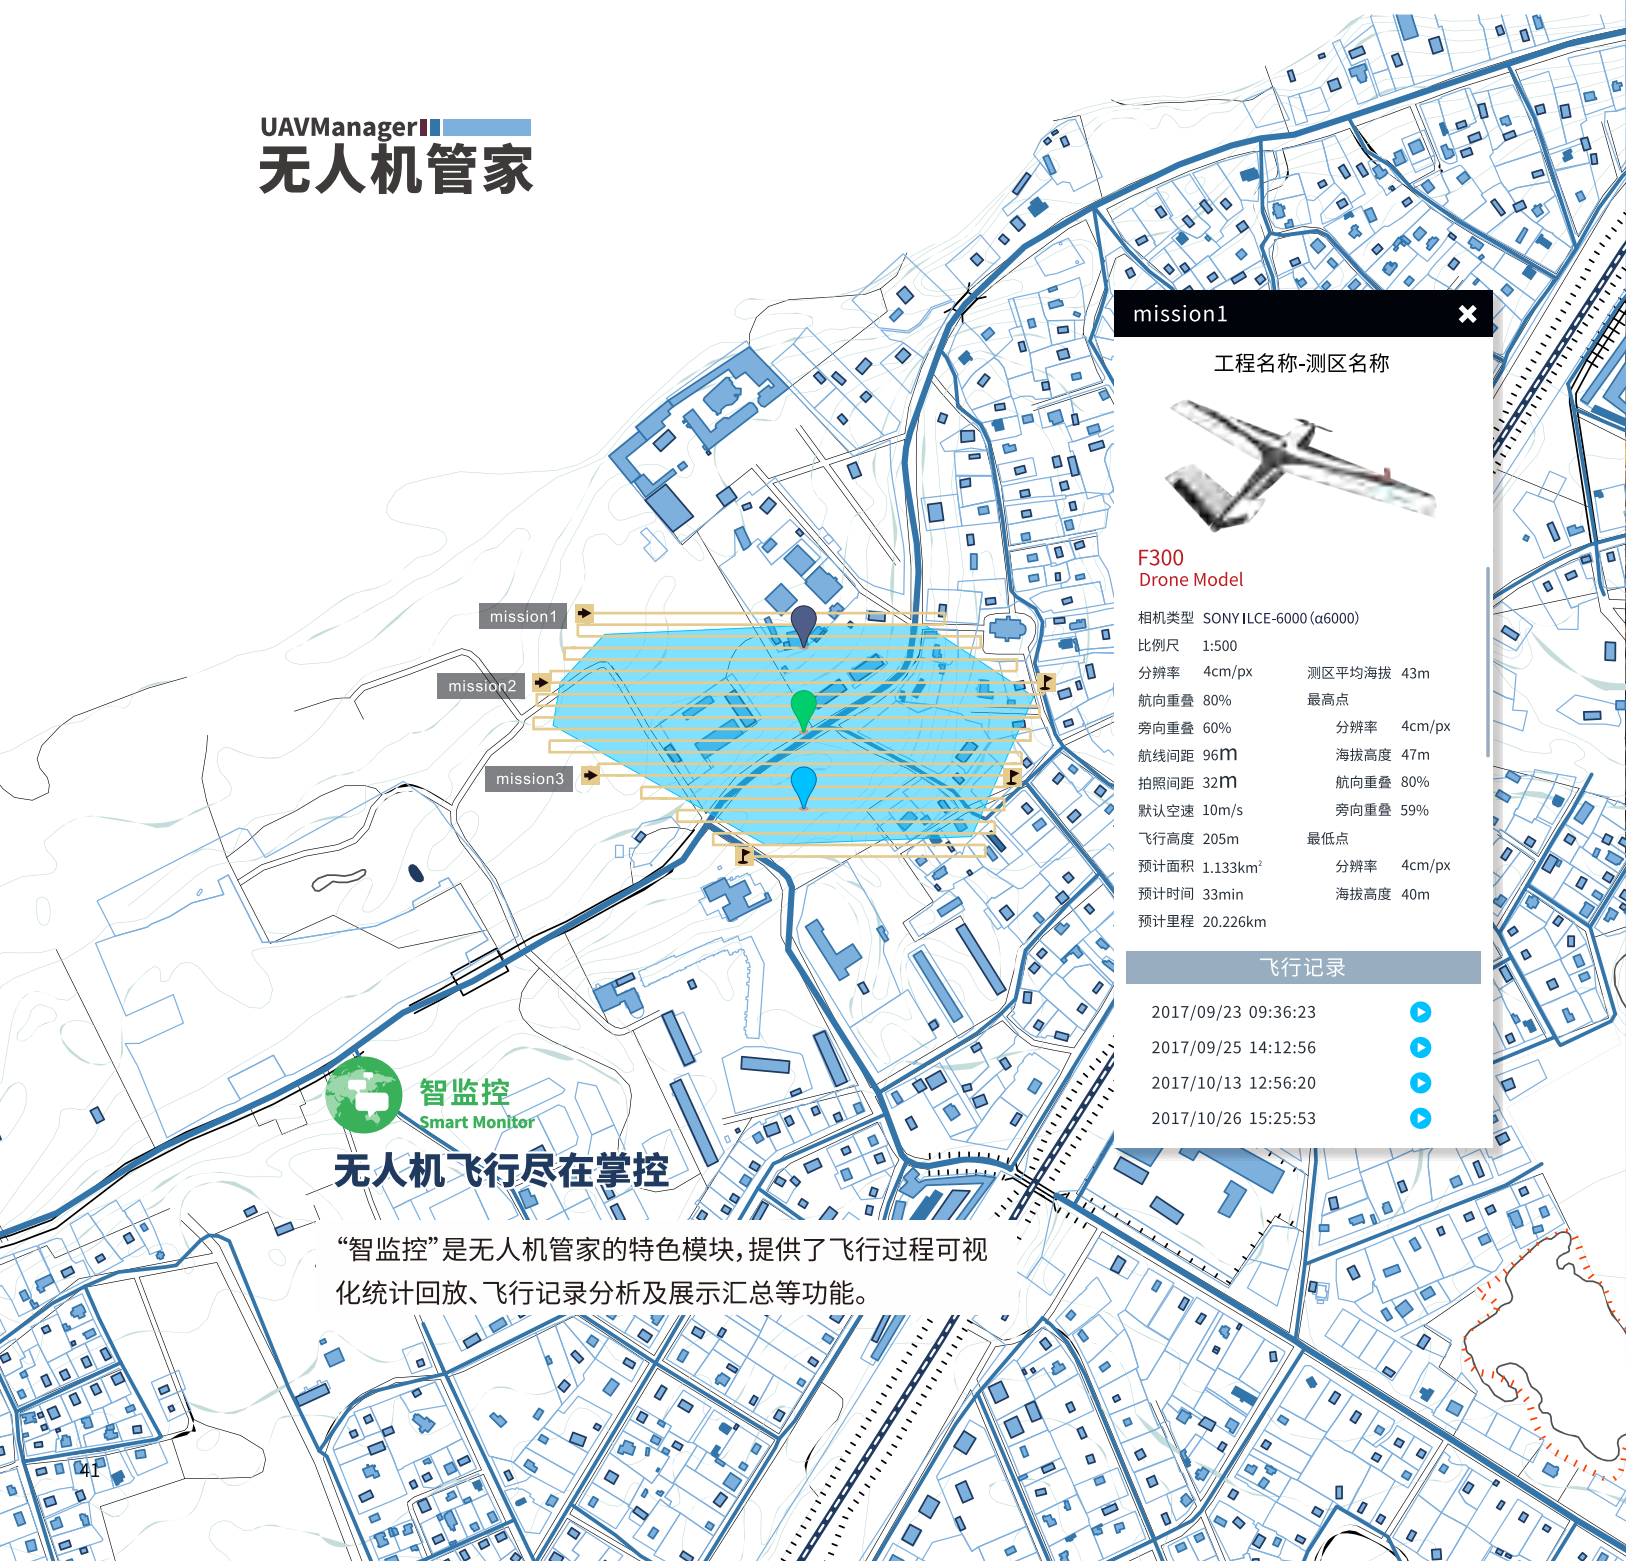 UAVManager
无人机管家
mission1
工程名称-测区名称
F300
Drone Model
相机类型 SONY ILCE-6000（α6000）
比例尺 1:500
分辨率 4cm/px 测区平均海拔 43m
航向重叠 80% 最高点
旁向重叠 60% 分辨率 4cm/px
航线间距 96m 海拔高度 47m
拍照间距 32m 航向重叠 80%
默认空速 10m/s 旁向重叠 59%
飞行高度 205m 最低点
预计面积 1.133km² 分辨率 4cm/px
预计时间 33min 海拔高度 40m
预计里程 20.226km
飞行记录
2017/09/23 09:36:23
2017/09/25 14:12:56
2017/10/13 12:56:20
2017/10/26 15:25:53
mission1
mission2
mission3
智监控
Smart Monitor
无人机飞行尽在掌控
“智监控”是无人机管家的特色模块，提供了飞行过程可视
化统计回放、飞行记录分析及展示汇总等功能。
41